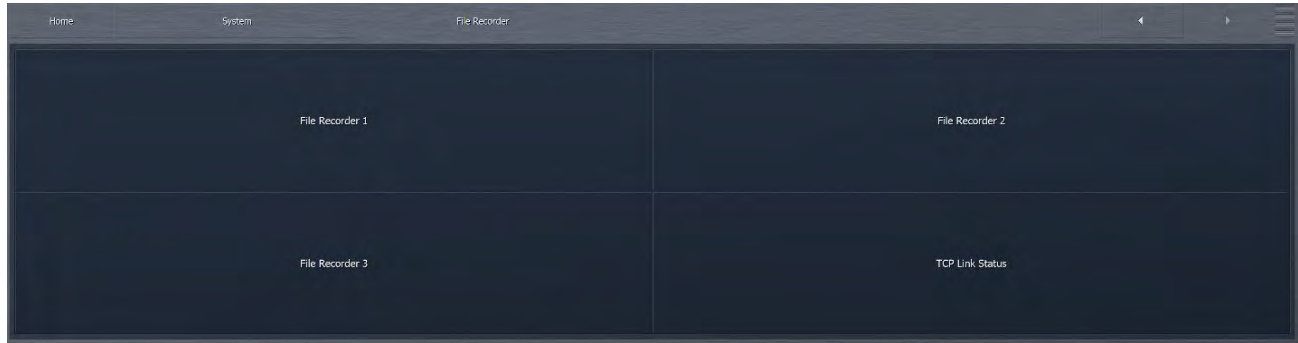 Home System File Recorder
File Recorder 1 File Recorder 2
File Recorder 3 TCP Link Status